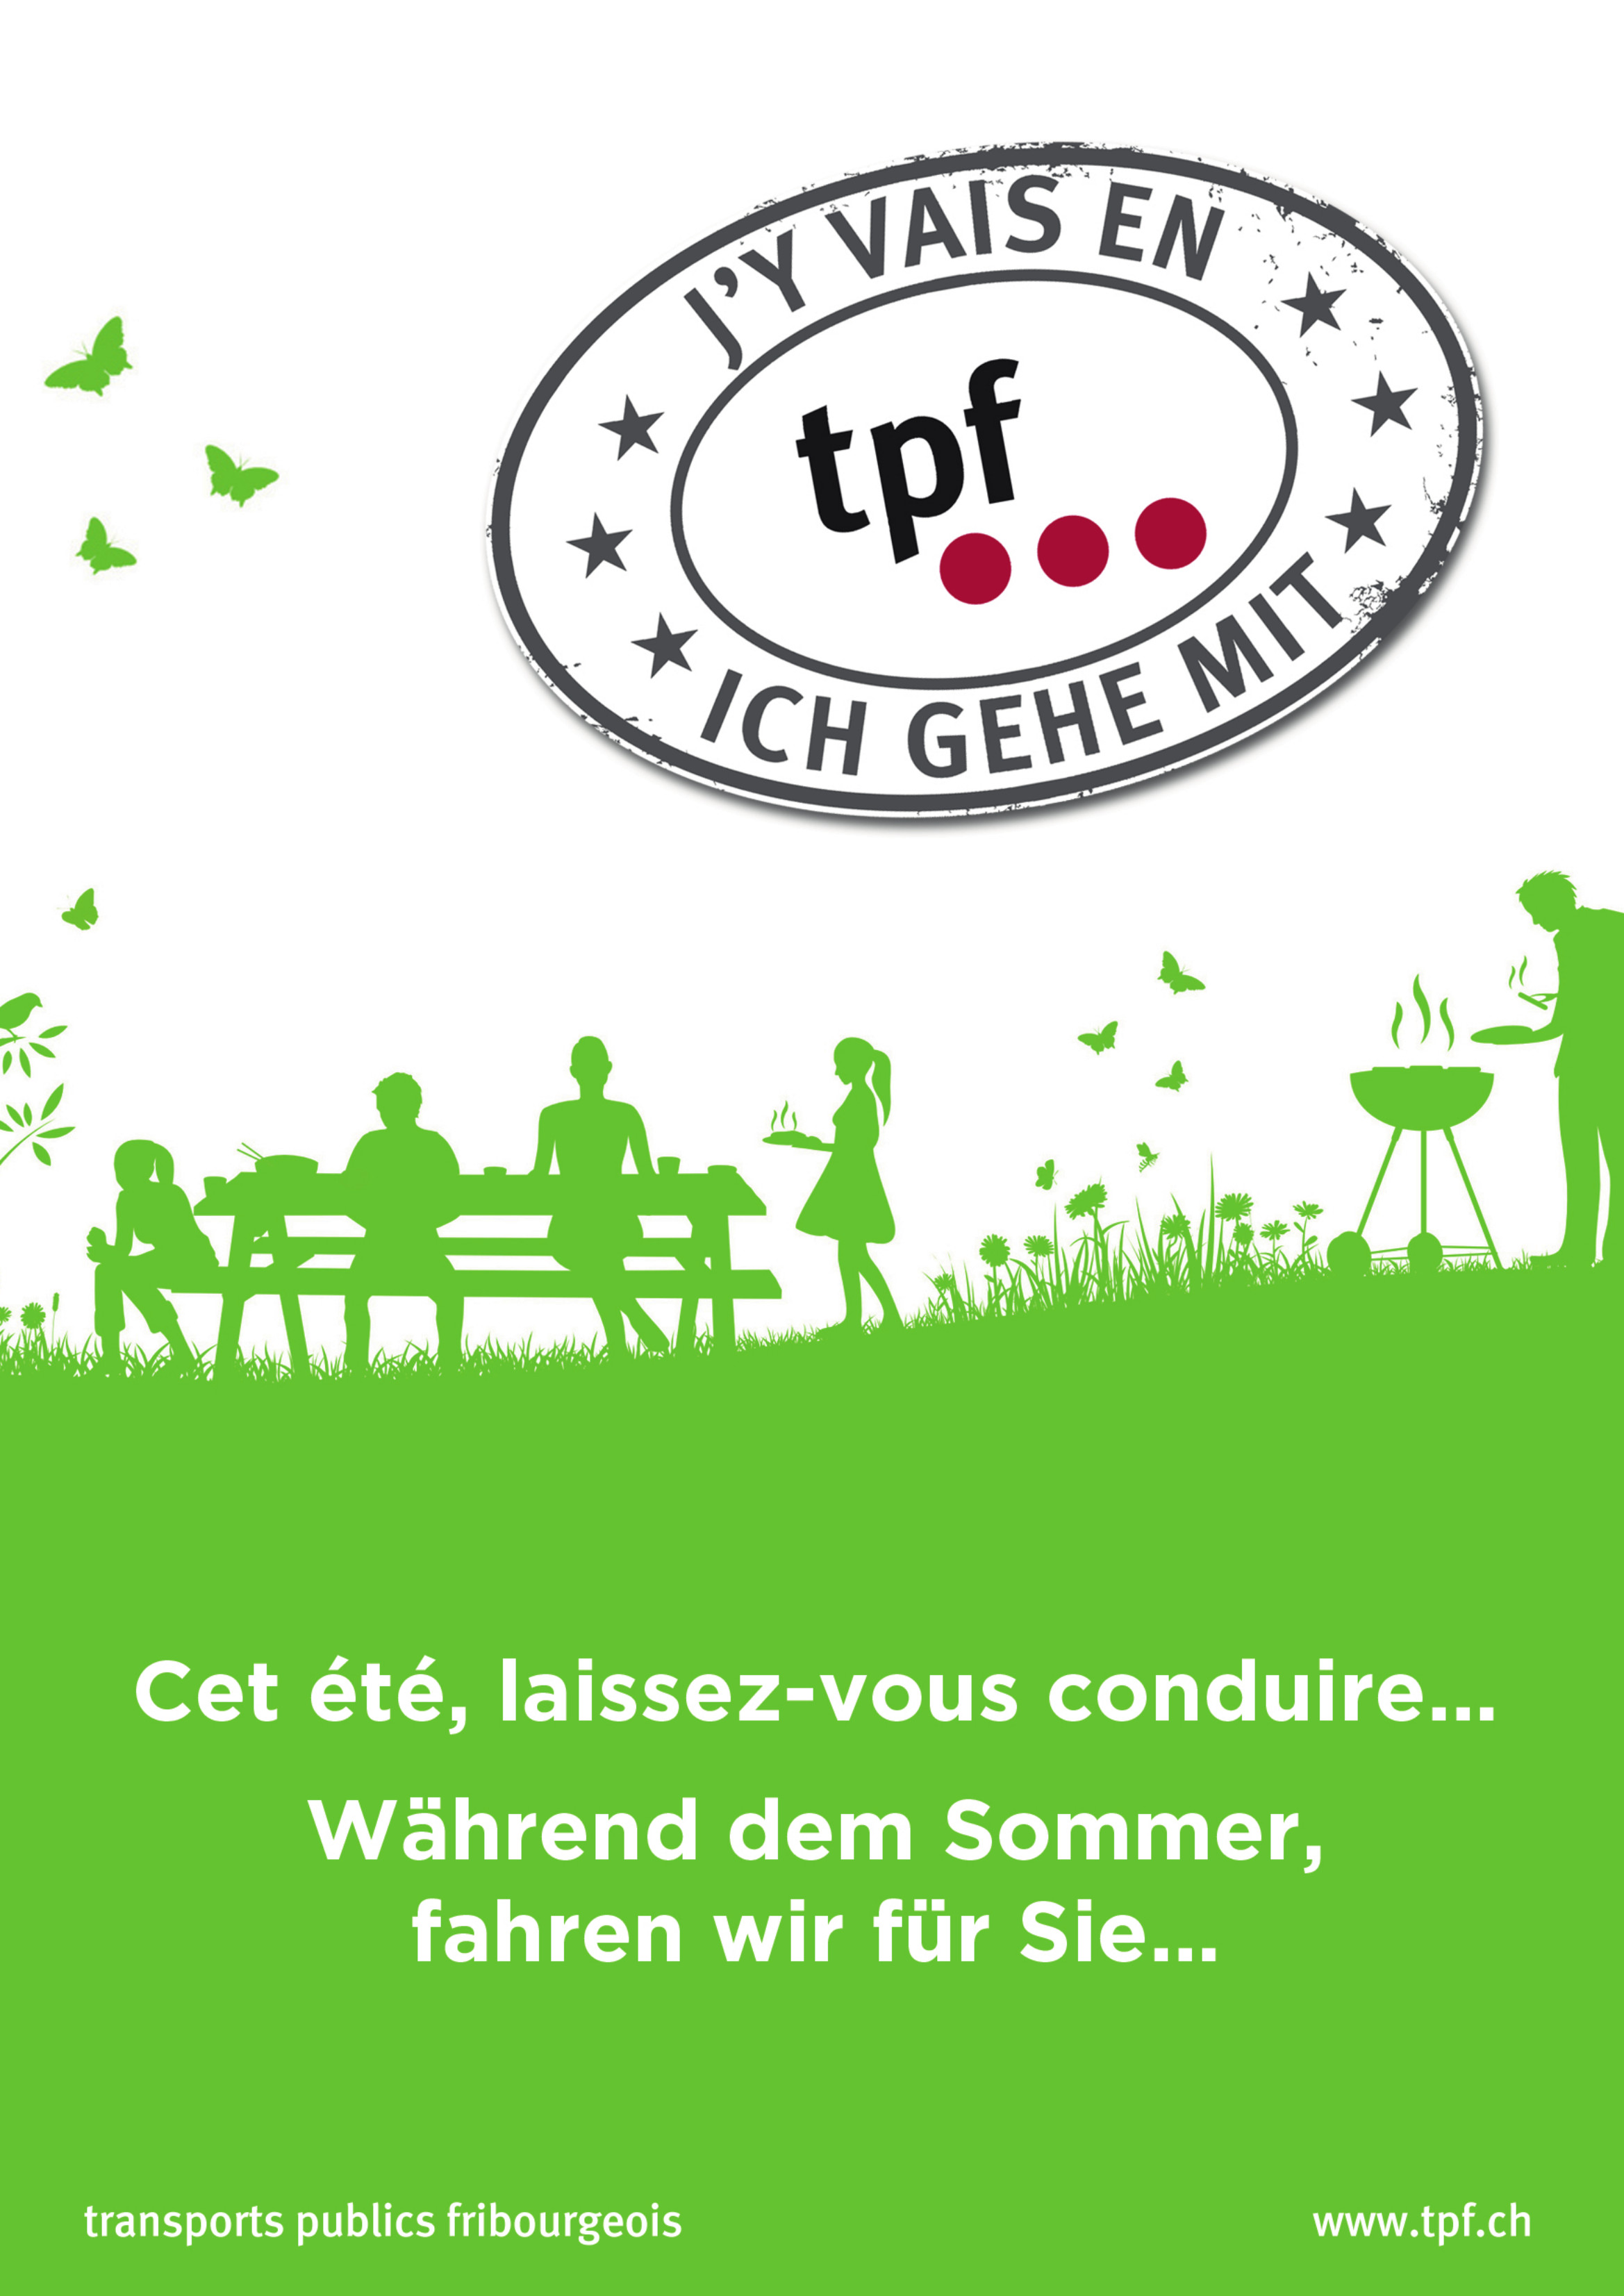 J'Y VAIS EN
tpf
ICH GEHE MIT
Cet été, laissez-vous conduire...
Während dem Sommer,
fahren wir für Sie...
transports publics fribourgeois
www.tpf.ch